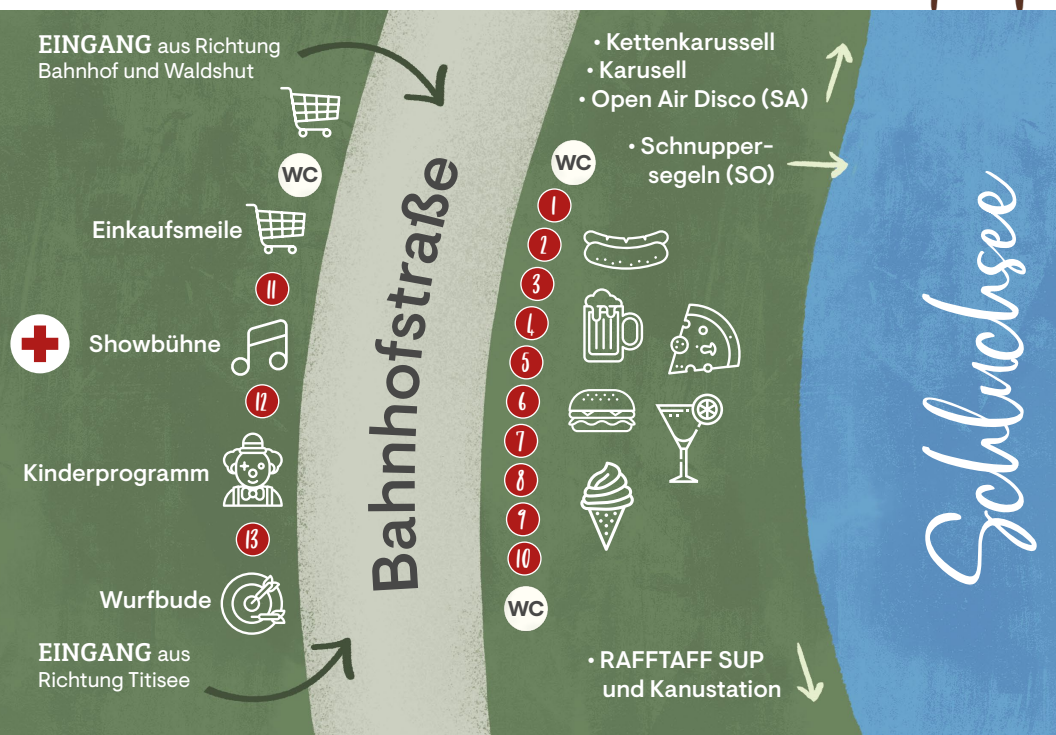 EINGANG aus Richtung
Bahnhof und Waldshut
WC
Einkaufsmeile
11
Showbühne
12
Kinderprogramm
13
Wurfbude
EINGANG aus
Richtung Titisee
Bahnhofstraße
• Kettenkarussell
• Karusell
• Open Air Disco (SA)
• Schnupper-
segeln (SO)
WC
1
2
3
4
5
6
7
8
9
10
WC
• RAFFTAFF SUP
und Kanustation
Schluchsee